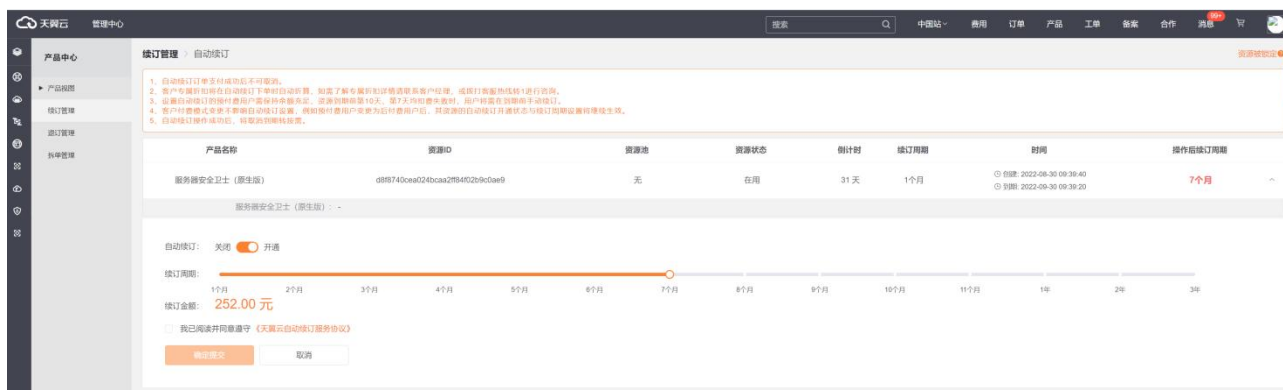 天翼云 管理中心 搜索 中国站 费用 订单 产品 工单 备案 合作 消息 99+
产品中心
产品视图
续订管理
退订管理
拆单管理
续订管理 > 自动续订 资源被锁定
1、自动续订订单支付成功后不可取消。
2、客户专属折扣将在自动续订下单时自动折算，如需了解专属折扣详情请联系客户经理，或拨打客服热线转1进行咨询。
3、设置自动续订的预付费用户需保持余额充足，资源到期前第10天、第7天均扣费失败时，用户将需在到期前手动续订。
4、客户付费模式变更不影响自动续订设置，例如预付费用户变更为后付费用户后，其资源的自动续订开通状态与续订周期设置将继续生效。
5、自动续订操作成功后，将取消到期转按需。
产品名称 资源ID 资源池 资源状态 倒计时 续订周期 时间 操作后续订周期
服务器安全卫士（原生版） d8f8740cea024bcaa2ff84f02b9c0ae9 无 在用 31 天 1个月 创建: 2022-08-30 09:39:40 7个月
到期: 2022-09-30 09:39:20
服务器安全卫士（原生版）: -
自动续订: 关闭 开通
续订周期:
1个月 2个月 3个月 4个月 5个月 6个月 7个月 8个月 9个月 10个月 11个月 1年 2年 3年
续订金额: 252.00 元
我已阅读并同意遵守《天翼云自动续订服务协议》
确定提交 取消